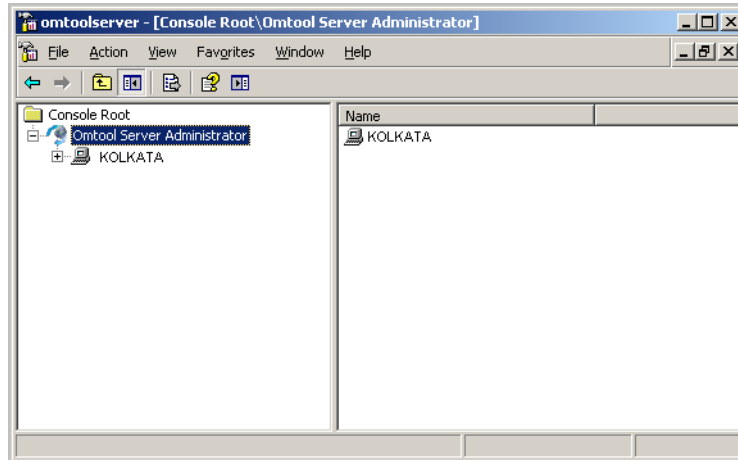 omtoolserver - [Console Root\Omtool Server Administrator]
File Action View Favorites Window Help
Console Root
Omtool Server Administrator
KOLKATA
Name
KOLKATA